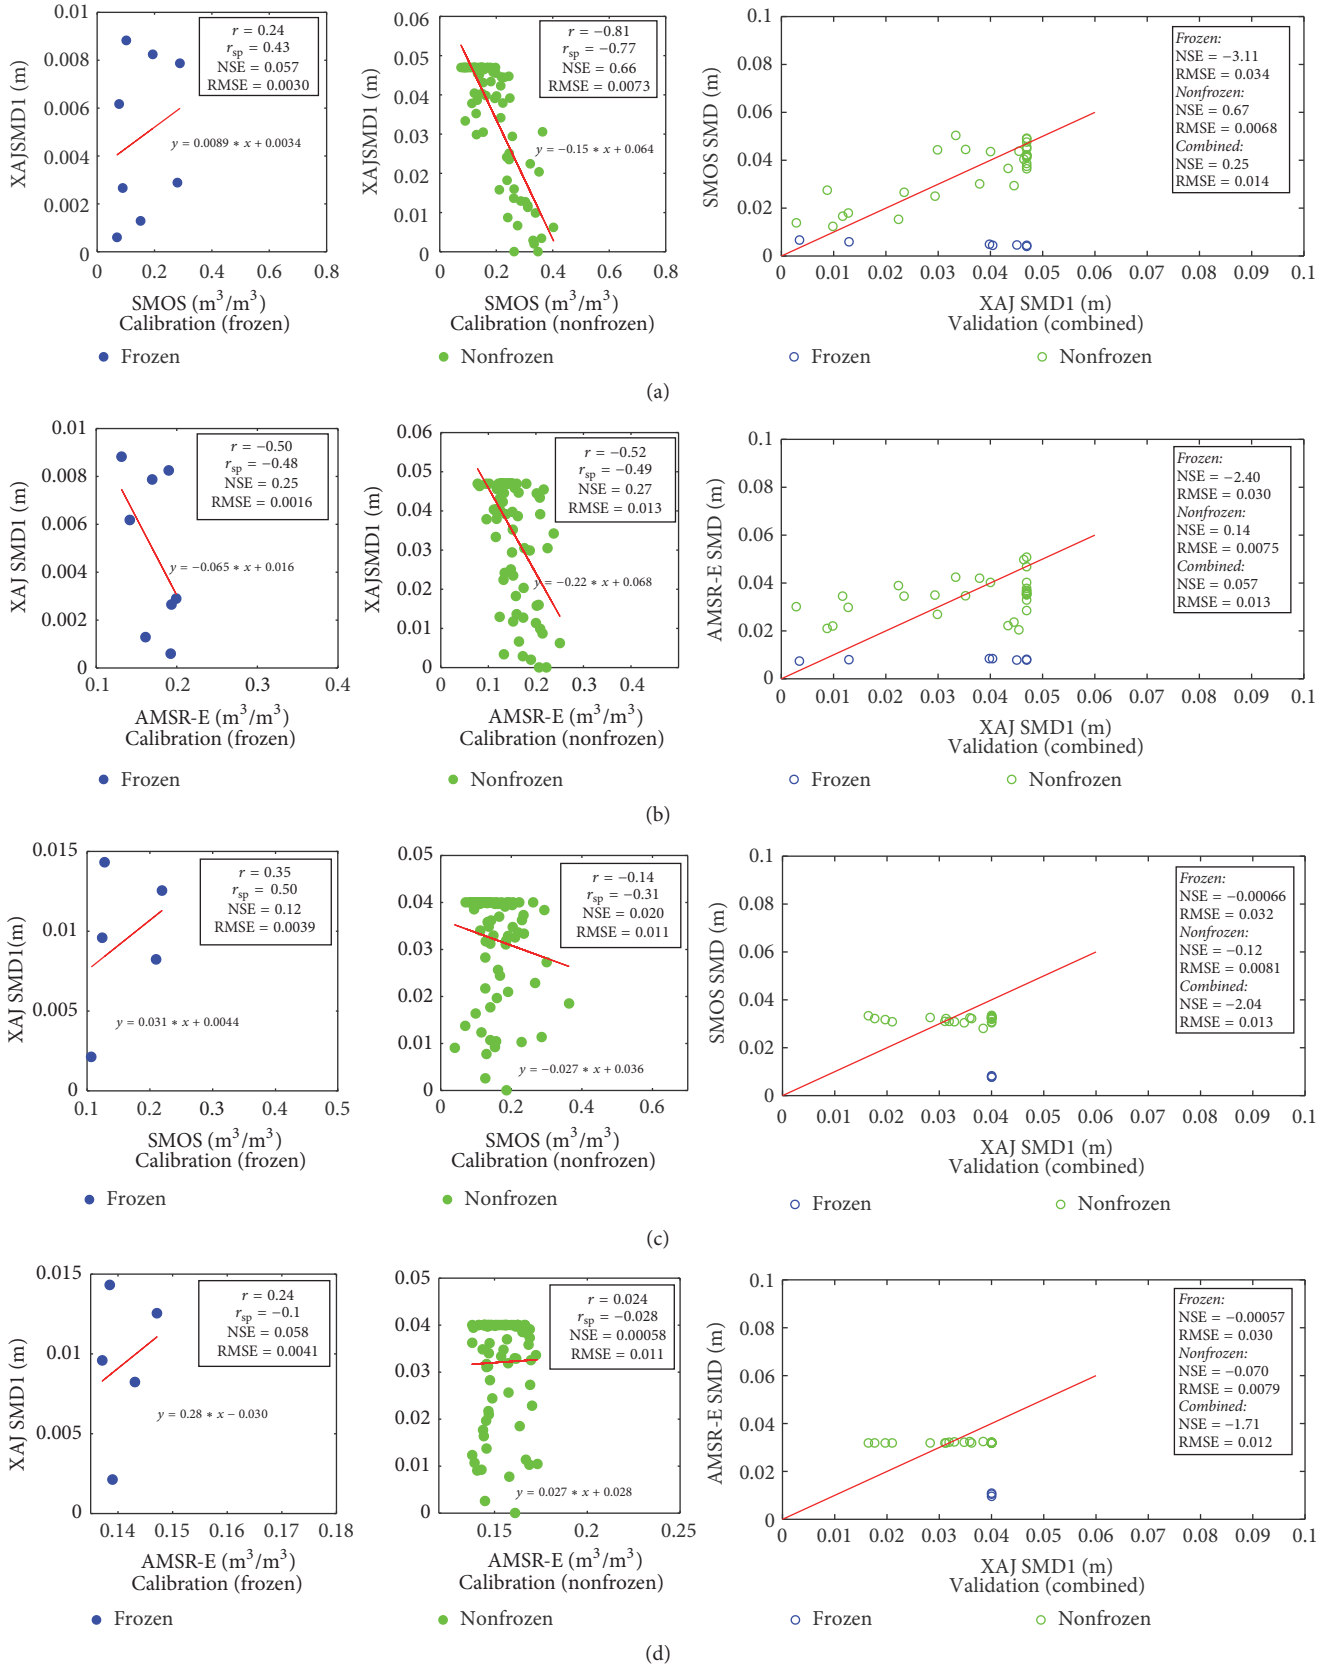 0.01
0.008
0.006
0.004
0.002
0
XAJSMD1 (m)
r = 0.24
r_sp = 0.43
NSE = 0.057
RMSE = 0.0030
y = 0.0089 * x + 0.0034
0 0.2 0.4 0.6 0.8
SMOS (m³/m³)
Calibration (frozen)
Frozen
0.06
0.05
0.04
0.03
0.02
0.01
0
XAJSMD1 (m)
r = −0.81
r_sp = −0.77
NSE = 0.66
RMSE = 0.0073
y = −0.15 * x + 0.064
0 0.2 0.4 0.6 0.8
SMOS (m³/m³)
Calibration (nonfrozen)
Nonfrozen
0.1
0.08
0.06
0.04
0.02
0
SMOS SMD (m)
Frozen:
NSE = −3.11
RMSE = 0.034
Nonfrozen:
NSE = 0.67
RMSE = 0.0068
Combined:
NSE = 0.25
RMSE = 0.014
0 0.01 0.02 0.03 0.04 0.05 0.06 0.07 0.08 0.09 0.1
XAJ SMD1 (m)
Validation (combined)
Frozen Nonfrozen
(a)
0.01
0.008
0.006
0.004
0.002
0
XAJ SMD1 (m)
r = −0.50
r_sp = −0.48
NSE = 0.25
RMSE = 0.0016
y = −0.065 * x + 0.016
0.1 0.2 0.3 0.4
AMSR-E (m³/m³)
Calibration (frozen)
Frozen
0.06
0.05
0.04
0.03
0.02
0.01
0
XAJSMD1 (m)
r = −0.52
r_sp = −0.49
NSE = 0.27
RMSE = 0.013
y = −0.22 * x + 0.068
0 0.1 0.2 0.3 0.4
AMSR-E (m³/m³)
Calibration (nonfrozen)
Nonfrozen
0.1
0.08
0.06
0.04
0.02
0
AMSR-E SMD (m)
Frozen:
NSE = −2.40
RMSE = 0.030
Nonfrozen:
NSE = 0.14
RMSE = 0.0075
Combined:
NSE = 0.057
RMSE = 0.013
0 0.01 0.02 0.03 0.04 0.05 0.06 0.07 0.08 0.09 0.1
XAJ SMD1 (m)
Validation (combined)
Frozen Nonfrozen
(b)
0.015
0.01
0.005
0
XAJ SMD1(m)
r = 0.35
r_sp = 0.50
NSE = 0.12
RMSE = 0.0039
y = 0.031 * x + 0.0044
0.1 0.2 0.3 0.4 0.5
SMOS (m³/m³)
Calibration (frozen)
Frozen
0.05
0.04
0.03
0.02
0.01
0
XAJ SMD1 (m)
r = −0.14
r_sp = −0.31
NSE = 0.020
RMSE = 0.011
y = −0.027 * x + 0.036
0 0.2 0.4 0.6
SMOS (m³/m³)
Calibration (nonfrozen)
Nonfrozen
0.1
0.08
0.06
0.04
0.02
0
SMOS SMD (m)
Frozen:
NSE = −0.00066
RMSE = 0.032
Nonfrozen:
NSE = −0.12
RMSE = 0.0081
Combined:
NSE = −2.04
RMSE = 0.013
0 0.01 0.02 0.03 0.04 0.05 0.06 0.07 0.08 0.09 0.1
XAJ SMD1 (m)
Validation (combined)
Frozen Nonfrozen
(c)
0.015
0.01
0.005
0
XAJ SMD1 (m)
r = 0.24
r_sp = −0.1
NSE = 0.058
RMSE = 0.0041
y = 0.28 * x − 0.030
0.14 0.15 0.16 0.17 0.18
AMSR-E (m³/m³)
Calibration (frozen)
Frozen
0.05
0.04
0.03
0.02
0.01
0
XAJ SMD1 (m)
r = 0.024
r_sp = −0.028
NSE = 0.00058
RMSE = 0.011
y = 0.027 * x + 0.028
0.15 0.2 0.25
AMSR-E (m³/m³)
Calibration (nonfrozen)
Nonfrozen
0.1
0.08
0.06
0.04
0.02
0
AMSR-E SMD (m)
Frozen:
NSE = −0.00057
RMSE = 0.030
Nonfrozen:
NSE = −0.070
RMSE = 0.0079
Combined:
NSE = −1.71
RMSE = 0.012
0 0.01 0.02 0.03 0.04 0.05 0.06 0.07 0.08 0.09 0.1
XAJ SMD1 (m)
Validation (combined)
Frozen Nonfrozen
(d)